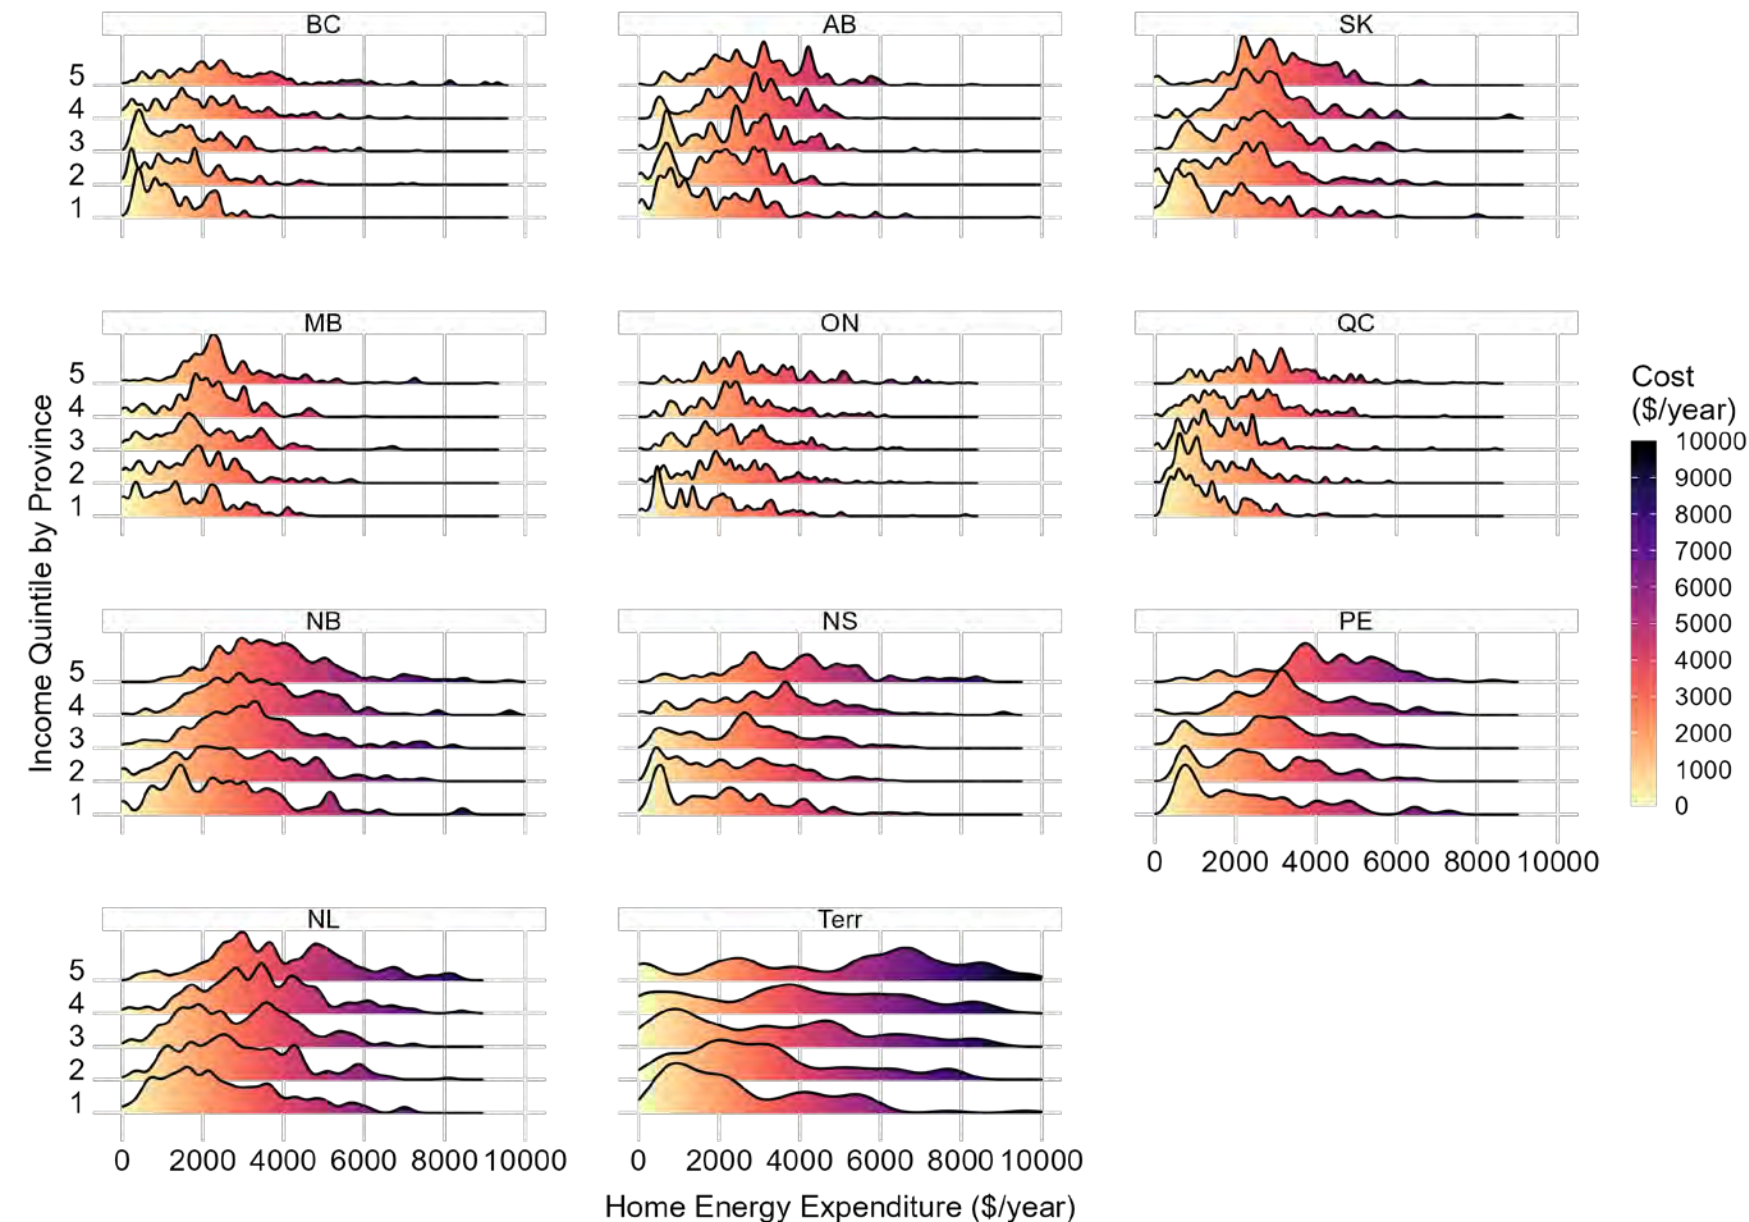 BC
AB
SK
5
4
3
2
1
MB
ON
QC
5
4
3
2
1
Cost
($/year)
10000
9000
8000
7000
6000
5000
4000
3000
2000
1000
0
Income Quintile by Province
NB
NS
PE
5
4
3
2
1
0 2000 4000 6000 8000 10000
NL
Terr
5
4
3
2
1
0 2000 4000 6000 8000 10000
0 2000 4000 6000 8000 10000
Home Energy Expenditure ($/year)